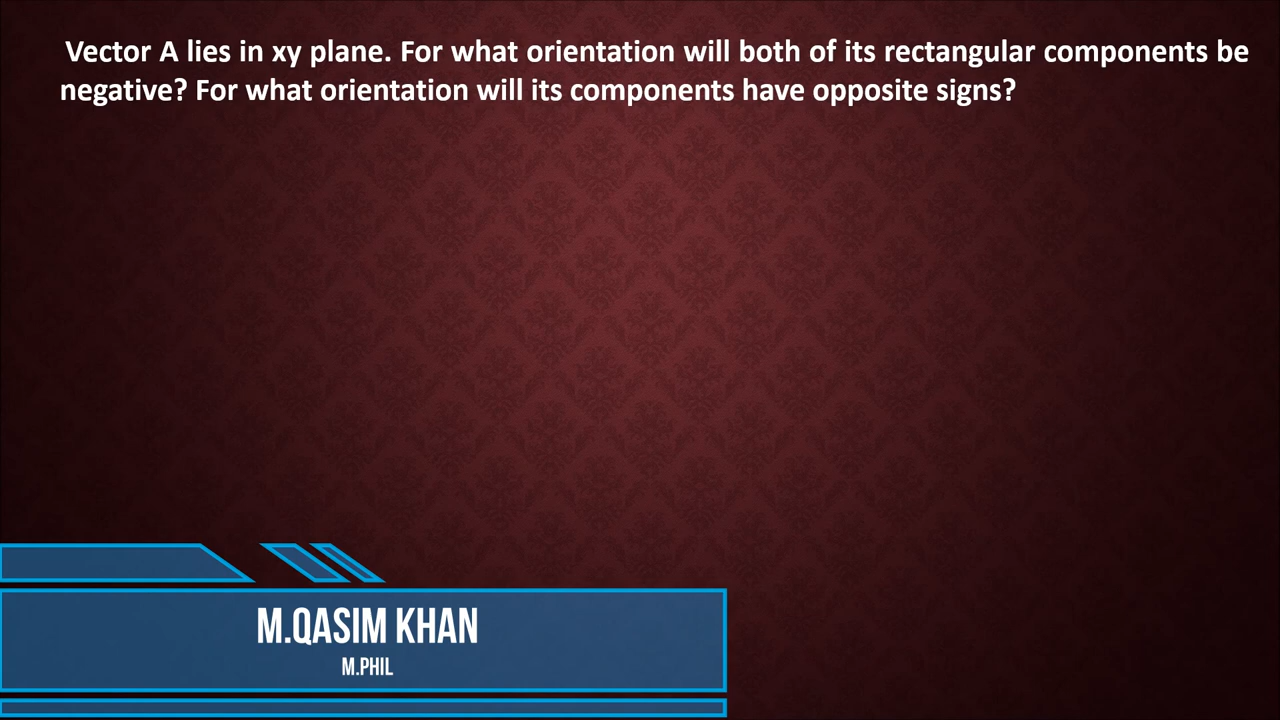 Vector A lies in xy plane. For what orientation will both of its rectangular components be
negative? For what orientation will its components have opposite signs?
M.QASIM KHAN
M.PHIL